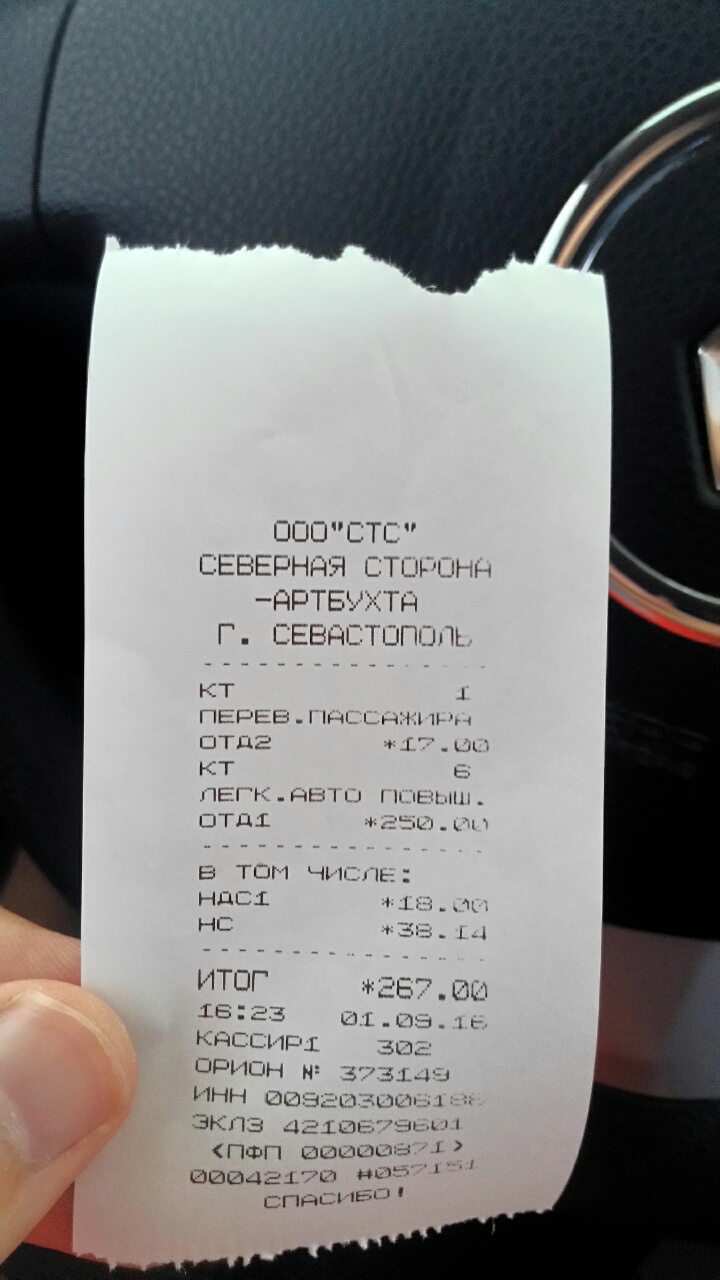 ООО"СТС"
СЕВЕРНАЯ СТОРОНА
-АРТБУХТА
Г. СЕВАСТОПОЛЬ
КТ 1
ПЕРЕВ.ПАССАЖИРА
ОТД2 *17.00
КТ 6
ЛЕГК.АВТО ПОВЫШ.
ОТД1 *250.00
В ТОМ ЧИСЛЕ:
НДС1 *18.00
НС *38.14
ИТОГ *267.00
16:23 01.09.16
КАССИР1 302
ОРИОН № 373149
ИНН 009203006188
ЭКЛЗ 4210679601
<ПФП 00000871>
00042170 #057151
СПАСИБО!